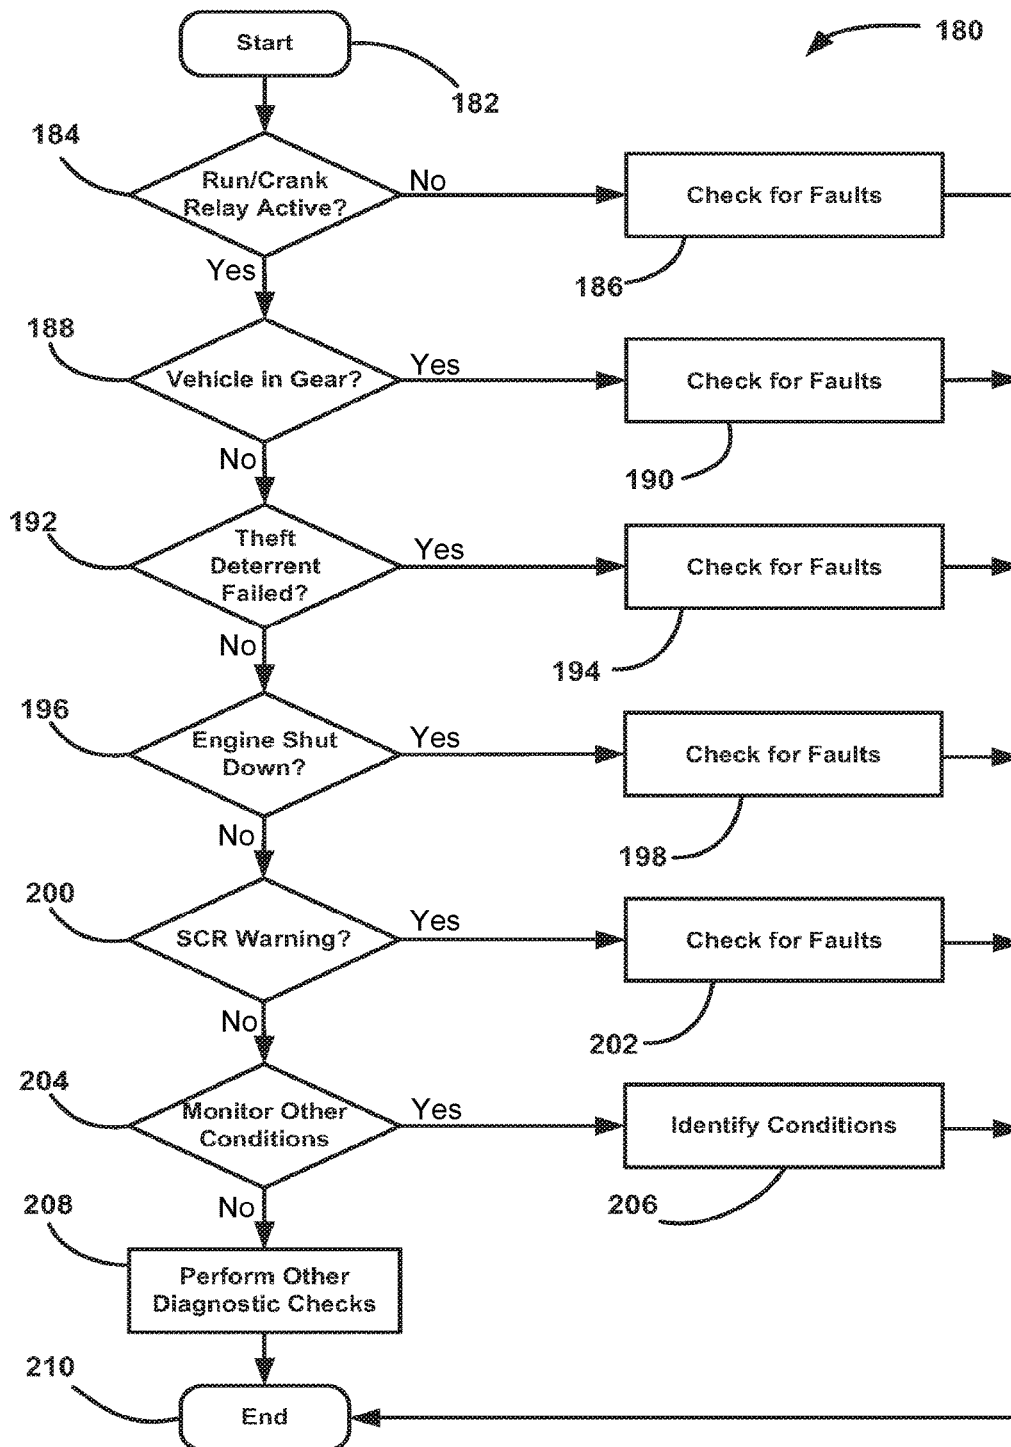 Start
180
182
184
Run/Crank
Relay Active?
No
Check for Faults
186
Yes
188
Vehicle in Gear?
Yes
Check for Faults
190
No
192
Theft
Deterrent
Failed?
Yes
Check for Faults
194
No
196
Engine Shut
Down?
Yes
Check for Faults
198
No
200
SCR Warning?
Yes
Check for Faults
202
No
204
Monitor Other
Conditions
Yes
Identify Conditions
206
No
208
Perform Other
Diagnostic Checks
210
End